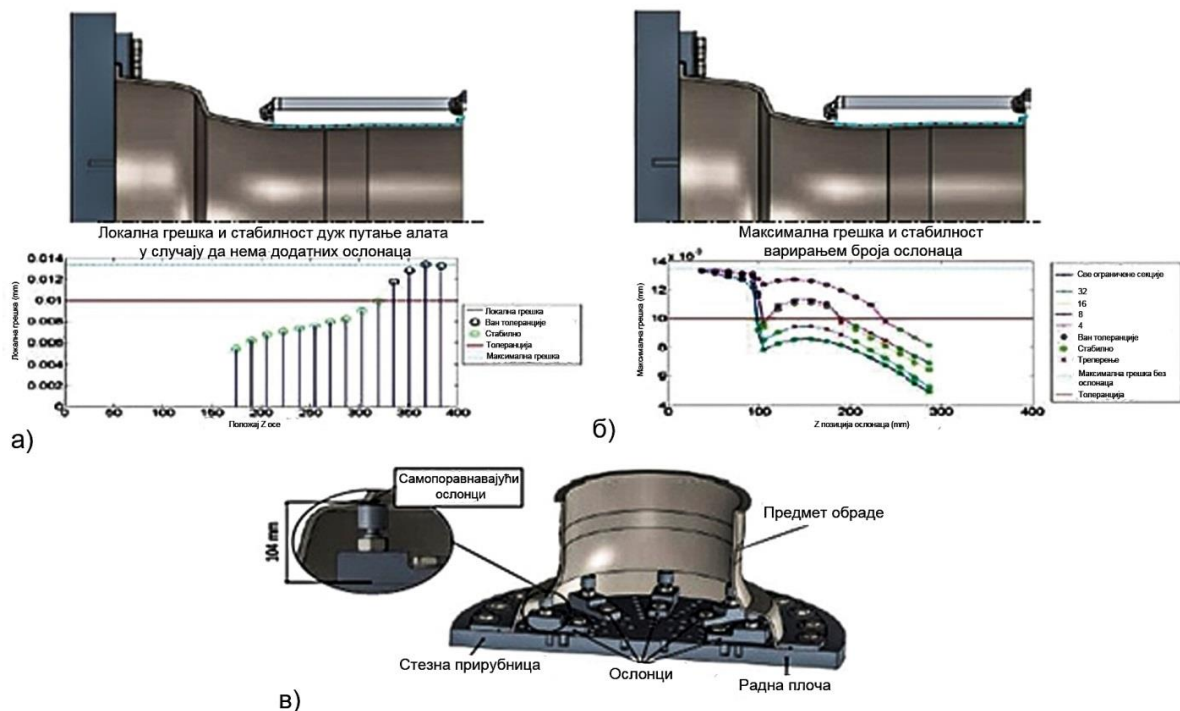 Локална грешка и стабилност дуж путање алата
у случају да нема додатних ослонаца
Локална грешка (mm)
0.014
0.012
0.01
0.008
0.006
0.004
0.002
0
0
50
100
150
200
250
300
350
400
Положај Z осе
Локална грешка
Ван толеранције
Стабилно
Толеранција
Максимална грешка
а)
Максимална грешка и стабилност
варирањем броја ослонаца
Максимална грешка (mm)
14
12
10
8
6
4
0
100
200
300
400
Z позиција ослонаца (mm)
Све ограничене секције
32
16
8
4
Ван толеранције
Стабилно
Треперење
Максимална грешка без
ослонаца
Толеранција
б)
Самопоравнавајући
ослонци
104 mm
Предмет обраде
Стезна прирубница
Ослонци
Радна плоча
в)